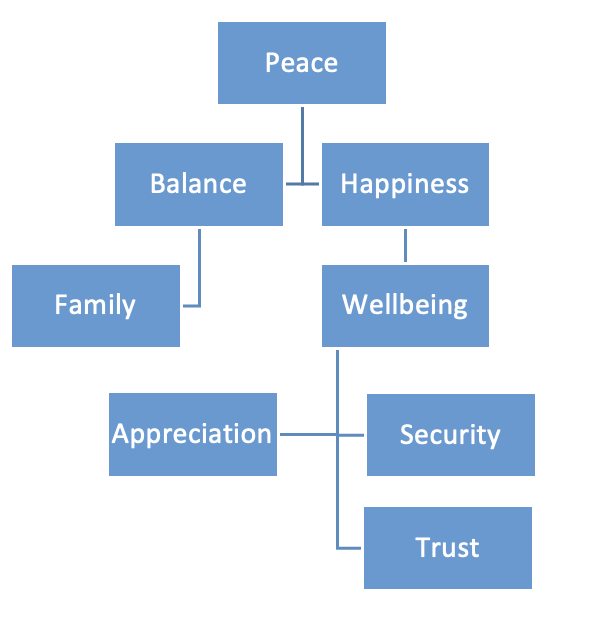 Peace
Balance
Happiness
Family
Wellbeing
Appreciation
Security
Trust